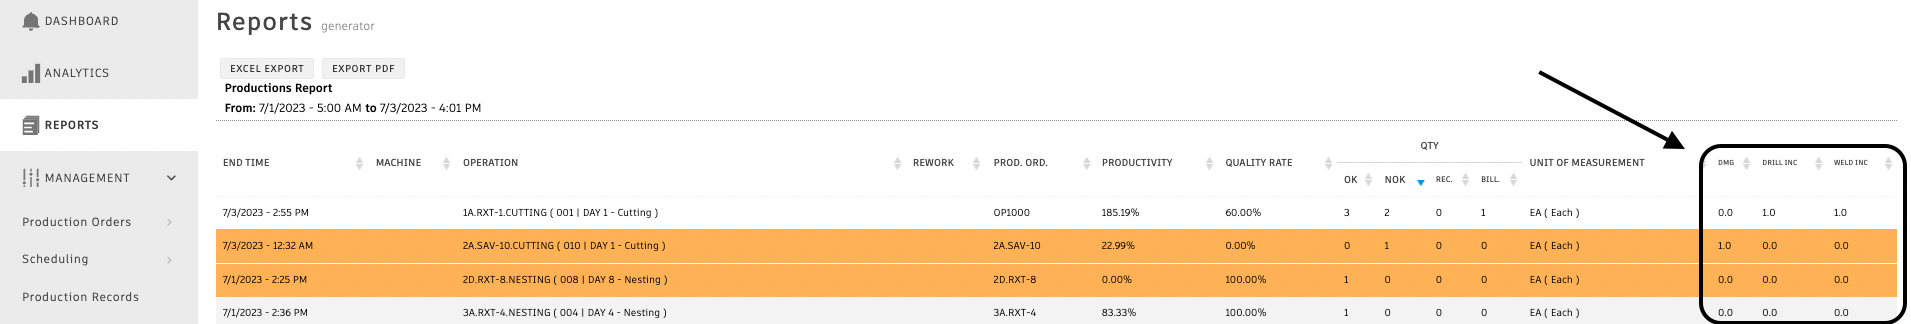 DASHBOARD
ANALYTICS
REPORTS
MANAGEMENT
Production Orders
Scheduling
Production Records
Reports generator
EXCEL EXPORT EXPORT PDF
Productions Report
From: 7/1/2023 - 5:00 AM to 7/3/2023 - 4:01 PM
QTY
END TIME MACHINE OPERATION REWORK PROD. ORD. PRODUCTIVITY QUALITY RATE UNIT OF MEASUREMENT DMG DRILL INC WELD INC
OK NOK REC. BILL.
7/3/2023 - 2:55 PM 1A.RXT-1.CUTTING ( 001 | DAY 1 - Cutting ) OP1000 185.19% 60.00% 3 2 0 1 EA ( Each ) 0.0 1.0 1.0
7/3/2023 - 12:32 AM 2A.SAV-10.CUTTING ( 010 | DAY 1 - Cutting ) 2A.SAV-10 22.99% 0.00% 0 1 0 0 EA ( Each ) 1.0 0.0 0.0
7/1/2023 - 2:25 PM 2D.RXT-8.NESTING ( 008 | DAY 8 - Nesting ) 2D.RXT-8 0.00% 100.00% 1 0 0 0 EA ( Each ) 0.0 0.0 0.0
7/1/2023 - 2:36 PM 3A.RXT-4.NESTING ( 004 | DAY 4 - Nesting ) 3A.RXT-4 83.33% 100.00% 1 0 0 0 EA ( Each ) 0.0 0.0 0.0